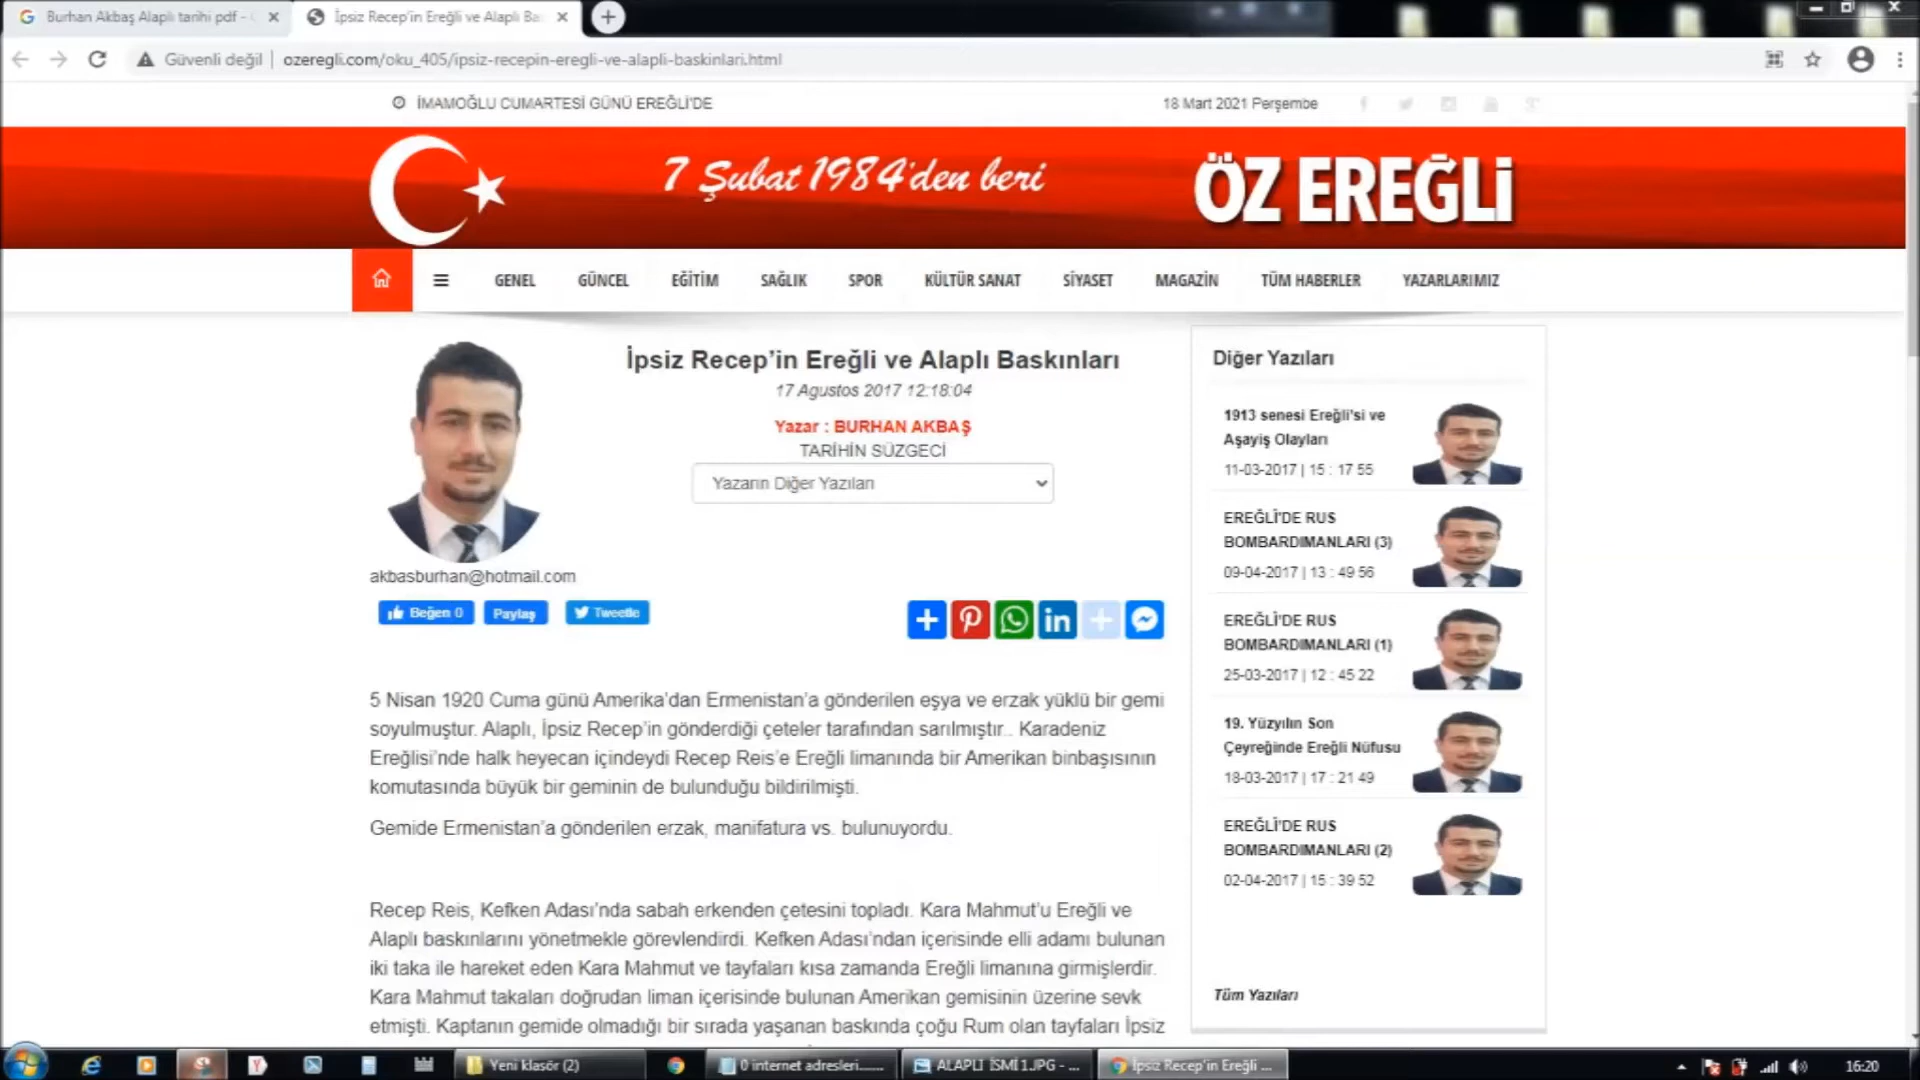 Burhan Akbaş Alaplı tarihi pdf -
İpsiz Recep'in Ereğli ve Alaplı Ba
Güvenli değil
ozeregli.com/oku_405/ipsiz-recepin-eregli-ve-alapli-baskinlari.html
İMAMOĞLU CUMARTESİ GÜNÜ EREĞLİ'DE
18 Mart 2021 Perşembe
7 Şubat 1984'den beri
ÖZ EREĞLİ
GENEL GÜNCEL EĞİTİM SAĞLIK SPOR KÜLTÜR SANAT SİYASET MAGAZİN TÜM HABERLER YAZARLARIMIZ
İpsiz Recep'in Ereğli ve Alaplı Baskınları
17 Agustos 2017 12:18:04
Yazar : BURHAN AKBAŞ
TARİHİN SÜZGECİ
Yazarın Diğer Yazıları
akbasburhan@hotmail.com
Beğen 0 Paylaş Tweetle
5 Nisan 1920 Cuma günü Amerika'dan Ermenistan'a gönderilen eşya ve erzak yüklü bir gemi
soyulmuştur. Alaplı, İpsiz Recep'in gönderdiği çeteler tarafından sarılmıştır.. Karadeniz
Ereğlisi'nde halk heyecan içindeydi Recep Reis'e Ereğli limanında bir Amerikan binbaşısının
komutasında büyük bir geminin de bulunduğu bildirilmişti.
Gemide Ermenistan'a gönderilen erzak, manifatura vs. bulunuyordu.
Recep Reis, Kefken Adası'nda sabah erkenden çetesini topladı. Kara Mahmut'u Ereğli ve
Alaplı baskınlarını yönetmekle görevlendirdi. Kefken Adası'ndan içerisinde elli adamı bulunan
iki taka ile hareket eden Kara Mahmut ve tayfaları kısa zamanda Ereğli limanına girmişlerdir.
Kara Mahmut takaları doğrudan liman içerisinde bulunan Amerikan gemisinin üzerine sevk
etmişti. Kaptanın gemide olmadığı bir sırada yaşanan baskında çoğu Rum olan tayfaları İpsiz
Diğer Yazıları
1913 senesi Ereğli'si ve
Aşayiş Olayları
11-03-2017 | 15 : 17 55
EREĞLİ'DE RUS
BOMBARDIMANLARI (3)
09-04-2017 | 13 : 49 56
EREĞLİ'DE RUS
BOMBARDIMANLARI (1)
25-03-2017 | 12 : 45 22
19. Yüzyılın Son
Çeyreğinde Ereğli Nüfusu
18-03-2017 | 17 : 21 49
EREĞLİ'DE RUS
BOMBARDIMANLARI (2)
02-04-2017 | 15 : 39 52
Tüm Yazıları
Yeni klasör (2)
0 internet adresleri......
ALAPLI İSMİ 1.JPG - ...
İpsiz Recep'in Ereğli ...
16:20